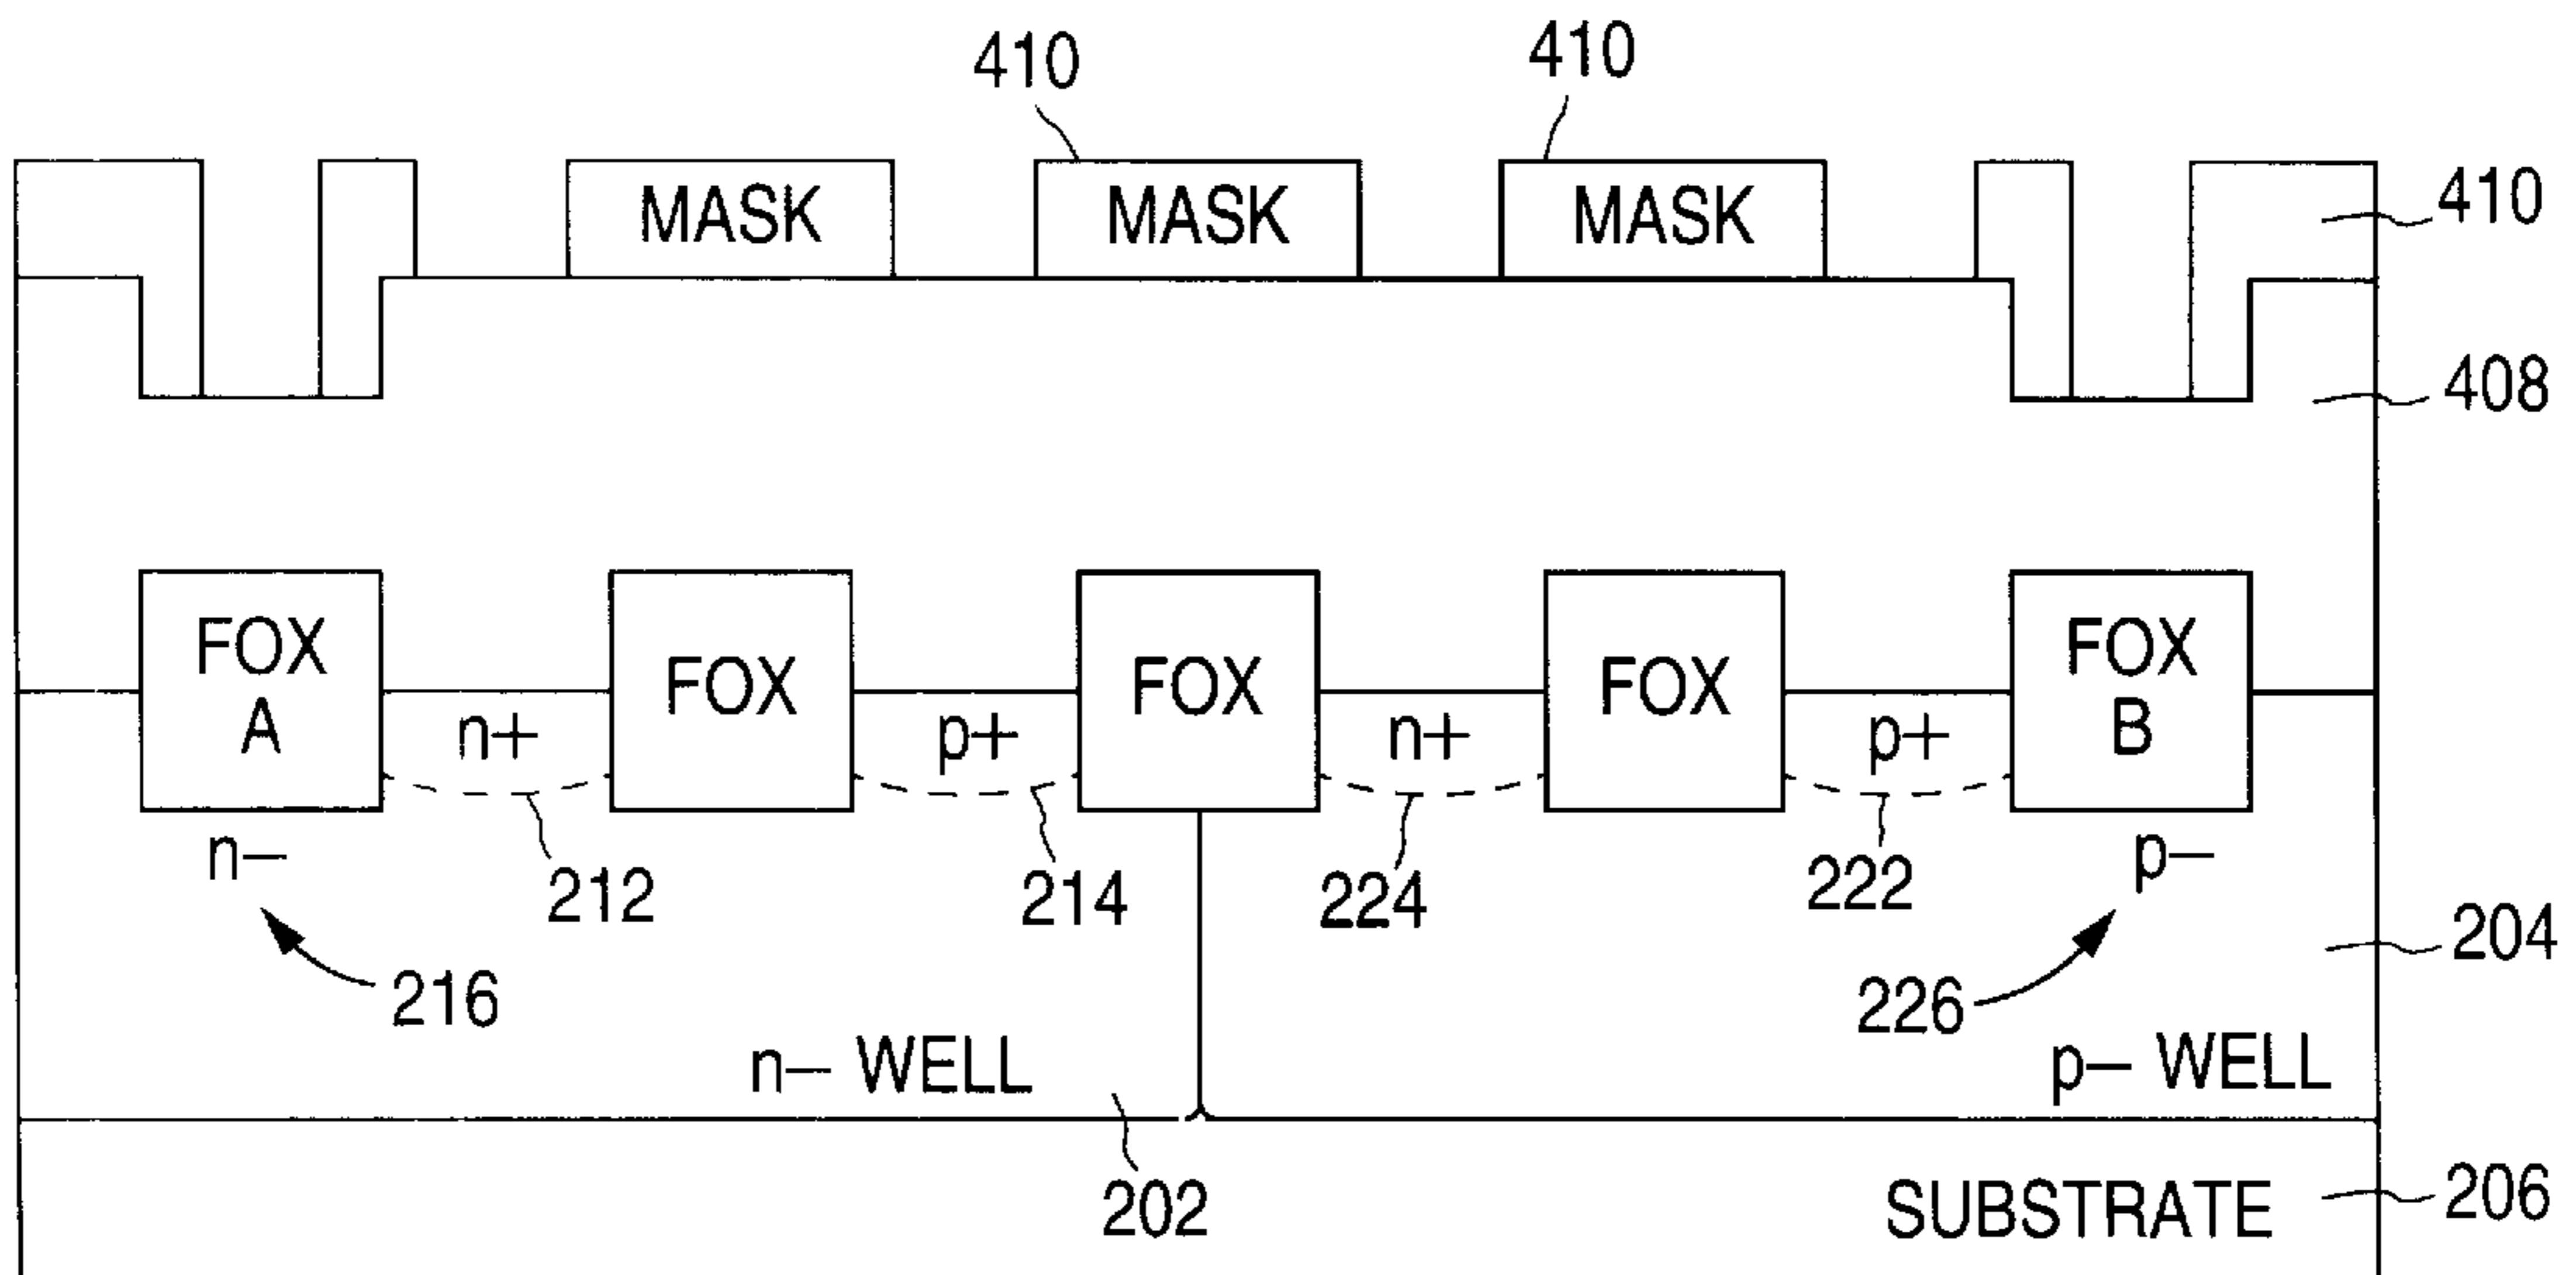 410
410
MASK
MASK
MASK
410
408
FOX
A
FOX
FOX
FOX
FOX
B
n+
p+
n+
p+
n–
p–
212
214
224
222
204
216
226
n– WELL
p– WELL
202
SUBSTRATE
206